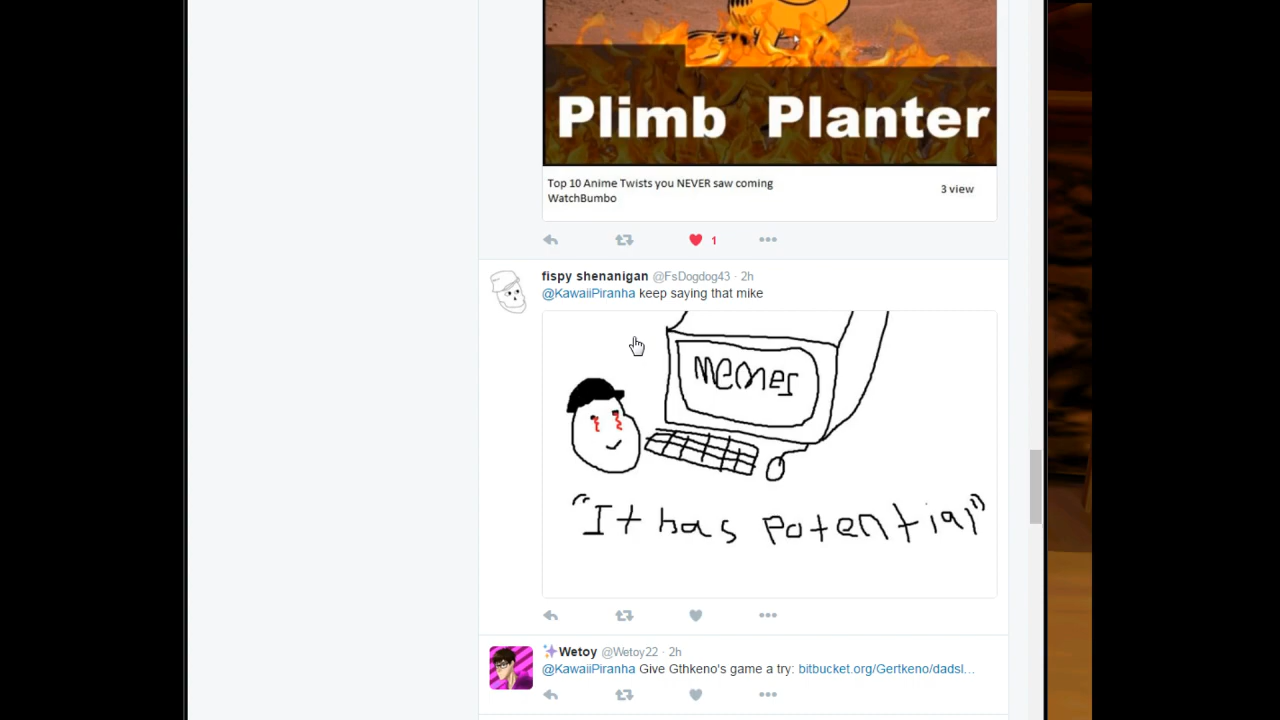 Plimb Planter
Top 10 Anime Twists you NEVER saw coming
WatchBumbo
3 view
1
fispy shenanigan @FsDogdog43 · 2h
@KawaiiPiranha keep saying that mike
memes
"It has potential"
Wetoy @Wetoy22 · 2h
@KawaiiPiranha Give Gthkeno's game a try: bitbucket.org/Gertkeno/dadsl…